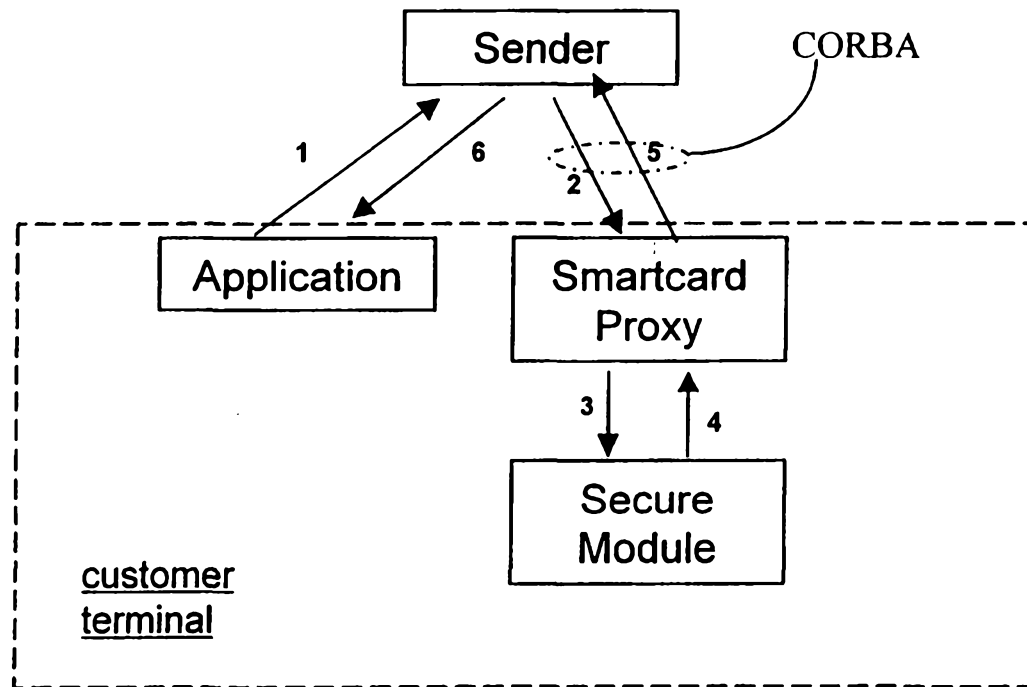 Sender
CORBA
1
6
2
5
Application
Smartcard
Proxy
3
4
Secure
Module
customer
terminal